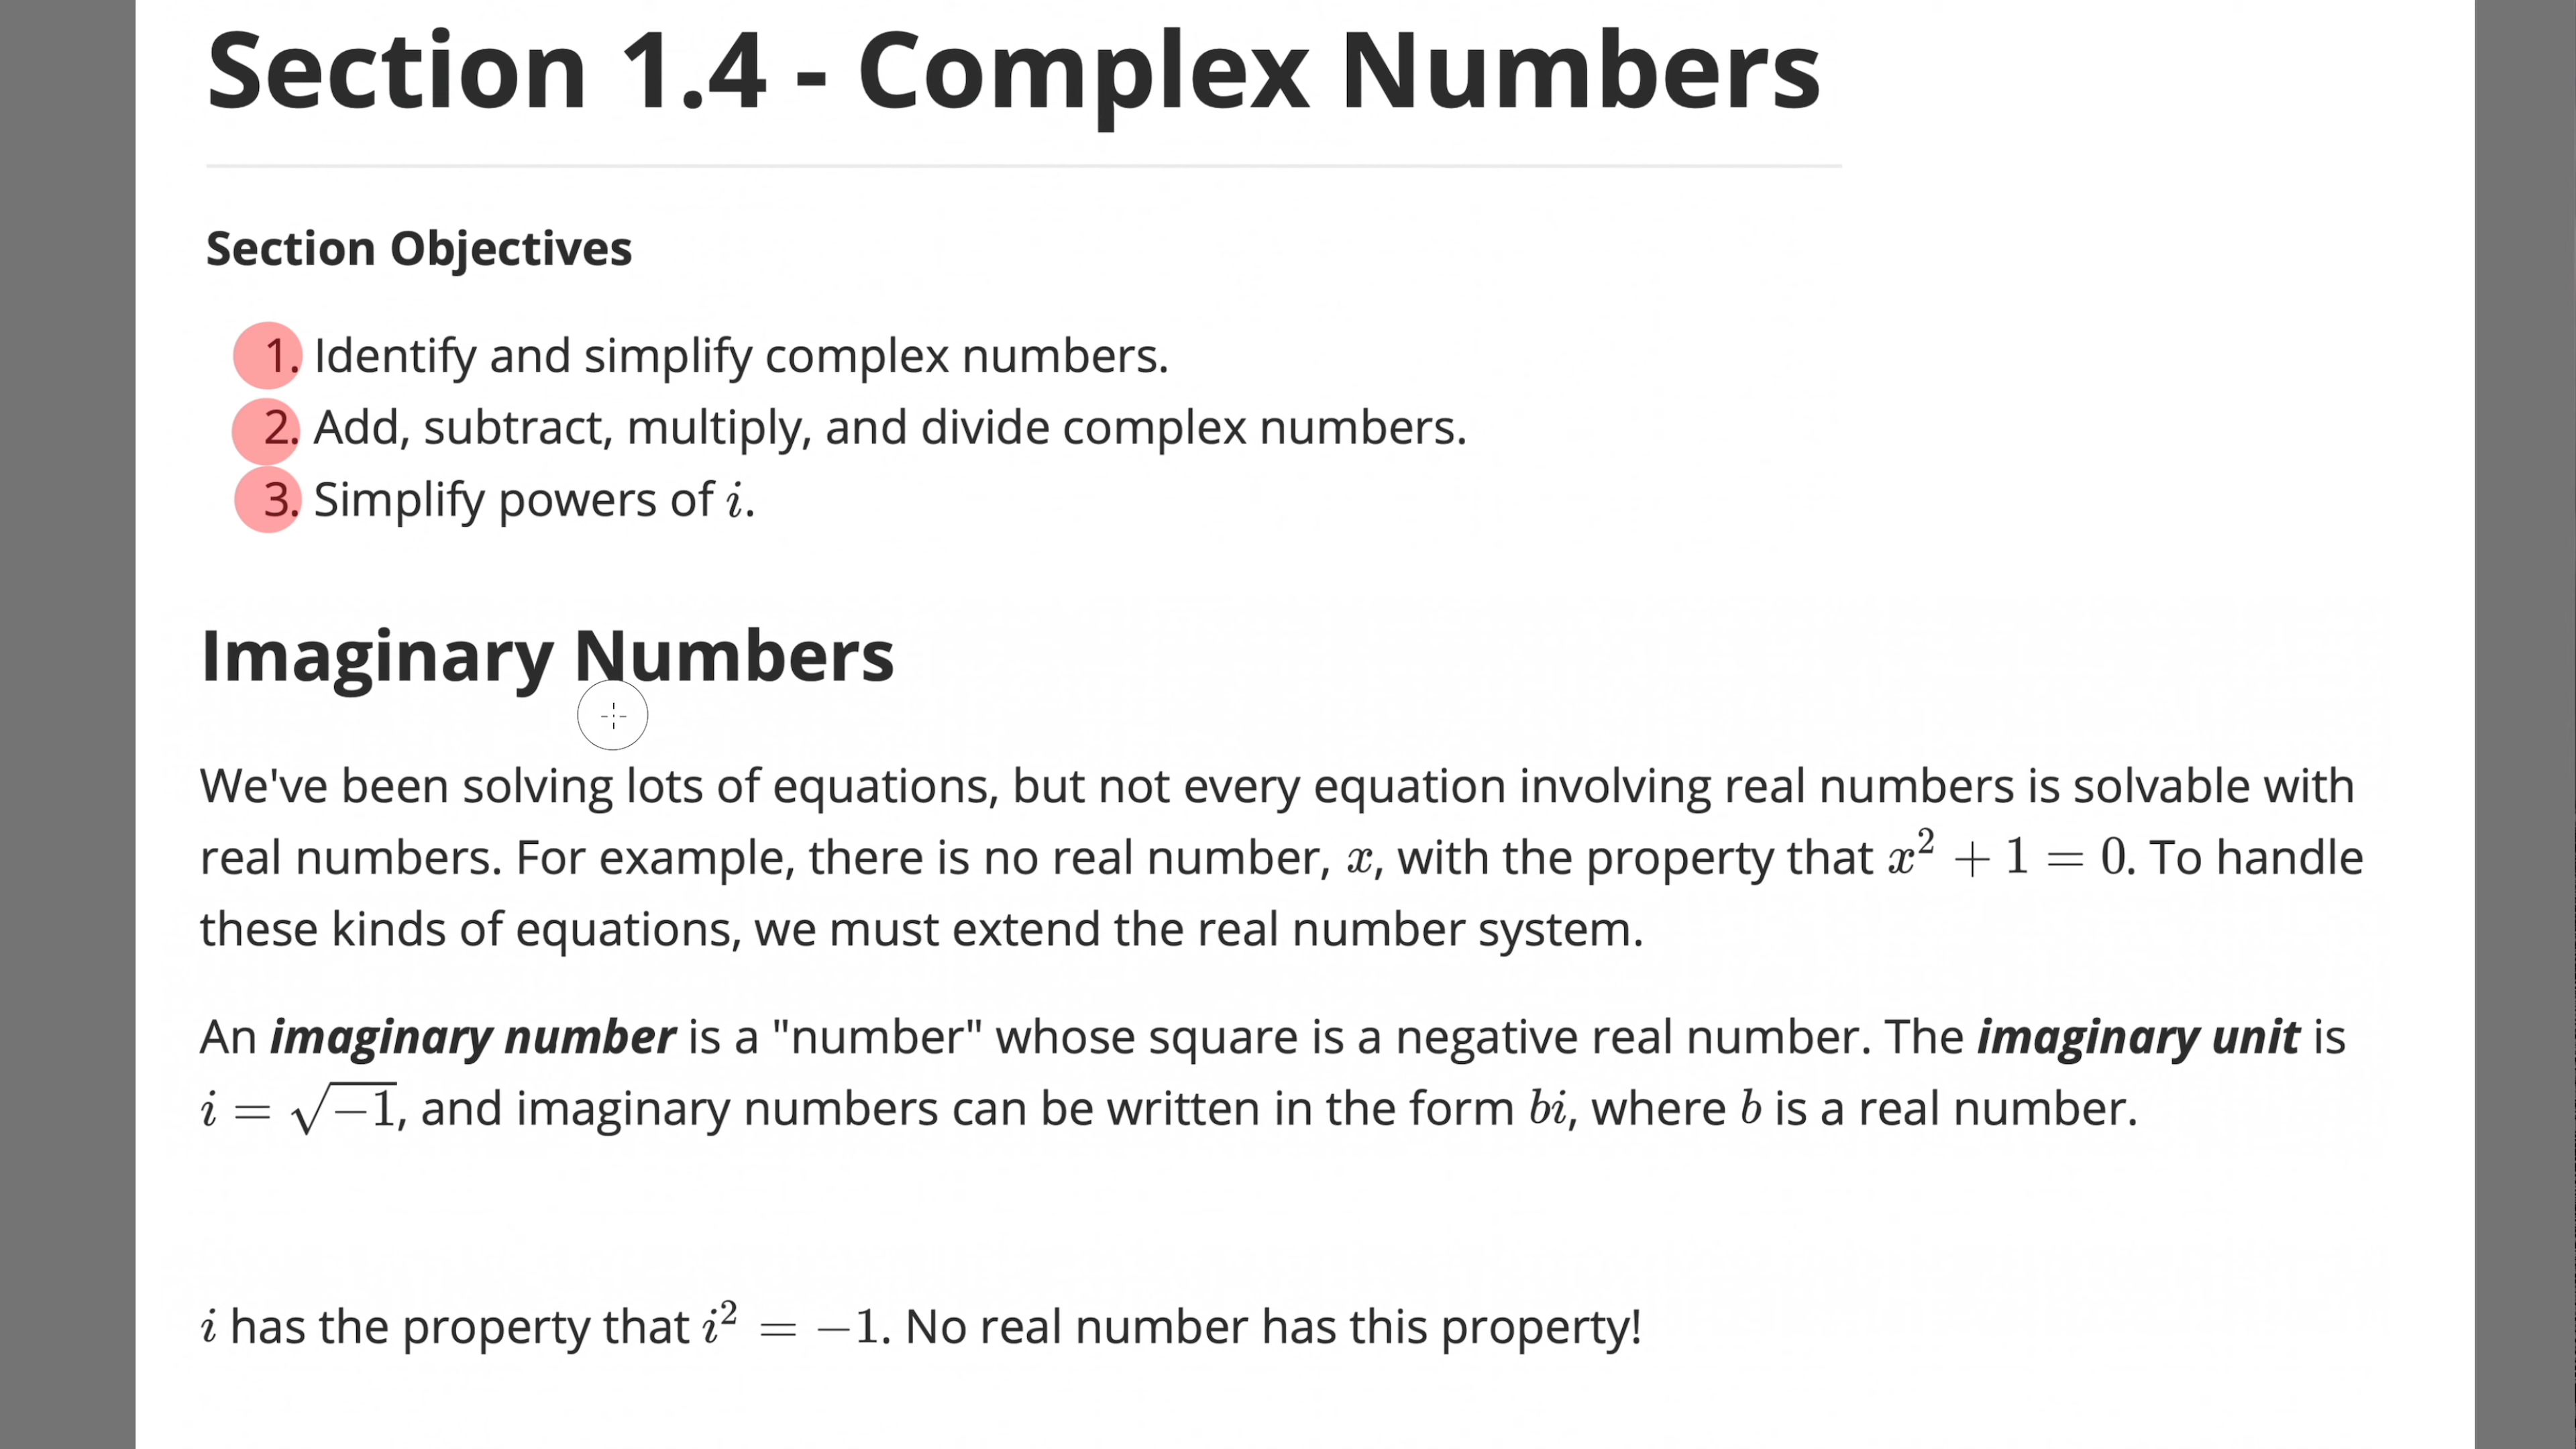 Section 1.4 - Complex Numbers
Section Objectives
1. Identify and simplify complex numbers.
2. Add, subtract, multiply, and divide complex numbers.
3. Simplify powers of i.
Imaginary Numbers
We've been solving lots of equations, but not every equation involving real numbers is solvable with
real numbers. For example, there is no real number, x, with the property that x² + 1 = 0. To handle
these kinds of equations, we must extend the real number system.
An imaginary number is a "number" whose square is a negative real number. The imaginary unit is
i = √−1, and imaginary numbers can be written in the form bi, where b is a real number.
i has the property that i² = −1. No real number has this property!